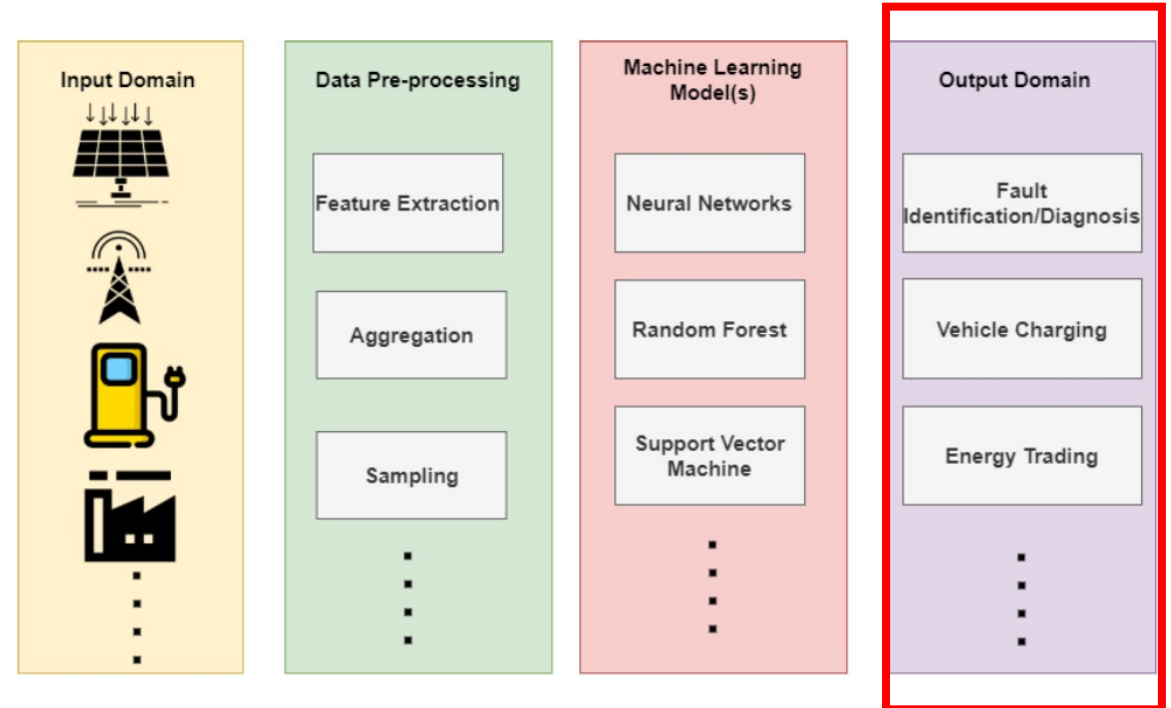 Input Domain
Data Pre-processing
Feature Extraction
Aggregation
Sampling
Machine Learning
Model(s)
Neural Networks
Random Forest
Support Vector
Machine
Output Domain
Fault
Identification/Diagnosis
Vehicle Charging
Energy Trading